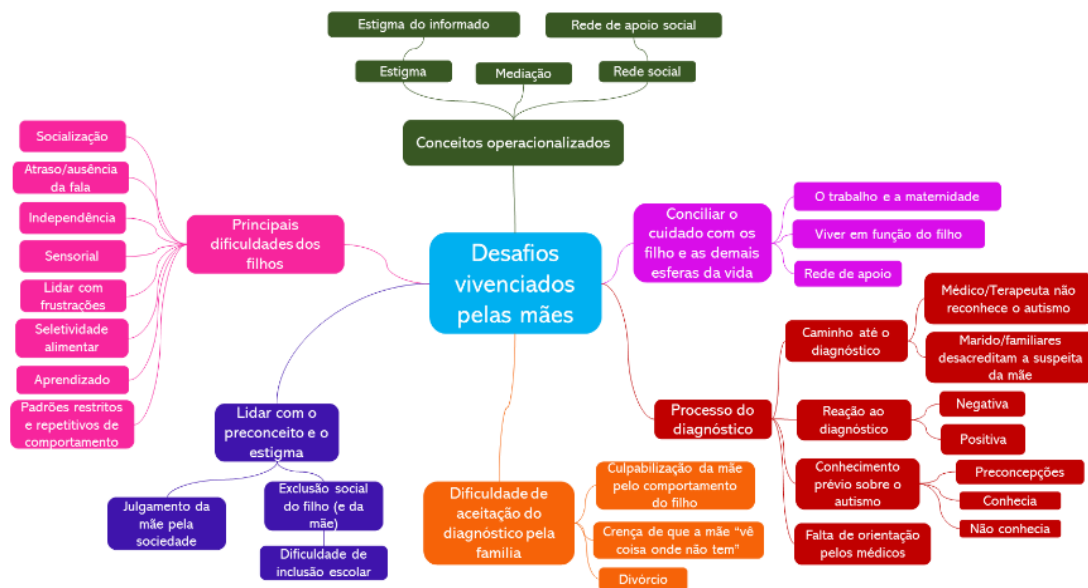 Estigma do informado
Rede de apoio social
Estigma
Mediação
Rede social
Conceitos operacionalizados
Socialização
Atraso/ausência
da fala
Independência
Sensorial
Lidar com
frustrações
Seletividade
alimentar
Aprendizado
Padrões restritos
e repetitivos de
comportamento
Principais
dificuldades dos
filhos
Desafios
vivenciados
pelas mães
Conciliar o
cuidado com os
filho e as demais
esferas da vida
O trabalho e a maternidade
Viver em função do filho
Rede de apoio
Processo do
diagnóstico
Caminho até o
diagnóstico
Médico/Terapeuta não
reconhece o autismo
Marido/familiares
desacreditam a suspeita
da mãe
Reação ao
diagnóstico
Negativa
Positiva
Conhecimento
prévio sobre o
autismo
Preconcepções
Conhecia
Não conhecia
Falta de orientação
pelos médicos
Lidar com o
preconceito e o
estigma
Julgamento da
mãe pela
sociedade
Exclusão social
do filho (e da
mãe)
Dificuldade de
inclusão escolar
Dificuldade de
aceitação do
diagnóstico pela
família
Culpabilização da mãe
pelo comportamento
do filho
Crença de que a mãe “vê
coisa onde não tem”
Divórcio